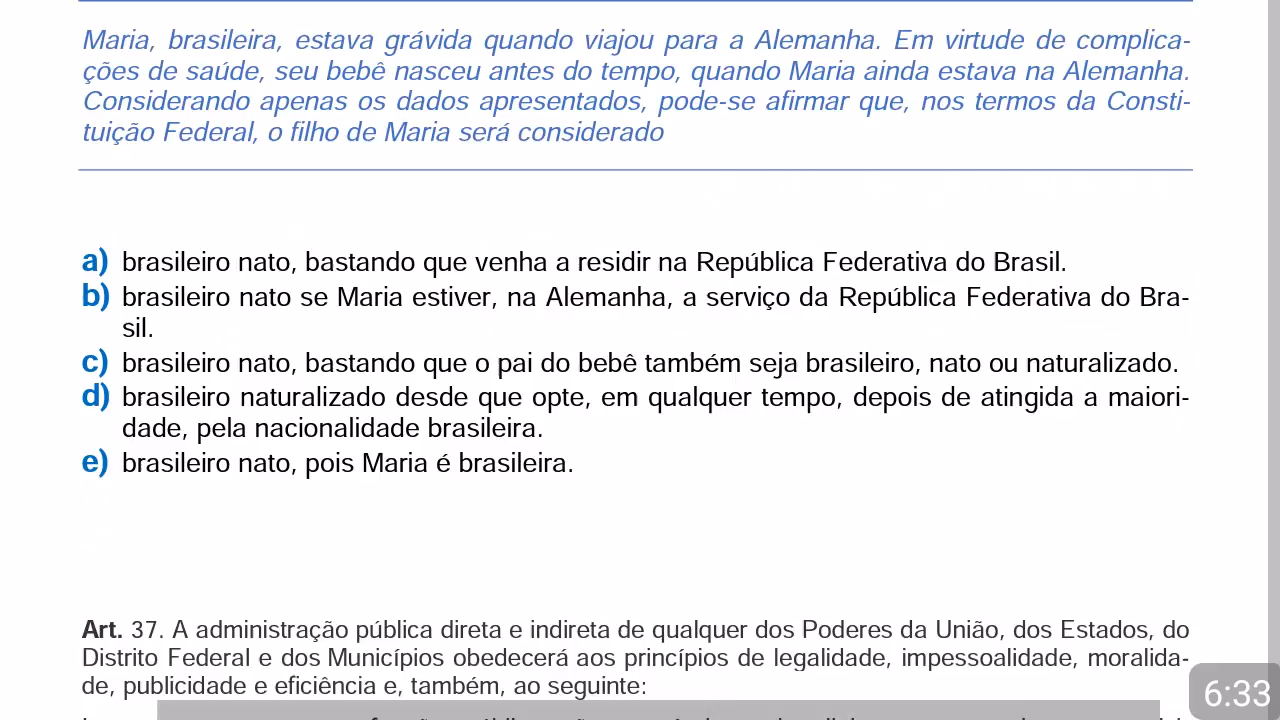 Maria, brasileira, estava grávida quando viajou para a Alemanha. Em virtude de complica-
ções de saúde, seu bebê nasceu antes do tempo, quando Maria ainda estava na Alemanha.
Considerando apenas os dados apresentados, pode-se afirmar que, nos termos da Consti-
tuição Federal, o filho de Maria será considerado
a) brasileiro nato, bastando que venha a residir na República Federativa do Brasil.
b) brasileiro nato se Maria estiver, na Alemanha, a serviço da República Federativa do Bra-
sil.
c) brasileiro nato, bastando que o pai do bebê também seja brasileiro, nato ou naturalizado.
d) brasileiro naturalizado desde que opte, em qualquer tempo, depois de atingida a maiori-
dade, pela nacionalidade brasileira.
e) brasileiro nato, pois Maria é brasileira.
Art. 37. A administração pública direta e indireta de qualquer dos Poderes da União, dos Estados, do
Distrito Federal e dos Municípios obedecerá aos princípios de legalidade, impessoalidade, moralida-
de, publicidade e eficiência e, também, ao seguinte:
6:33